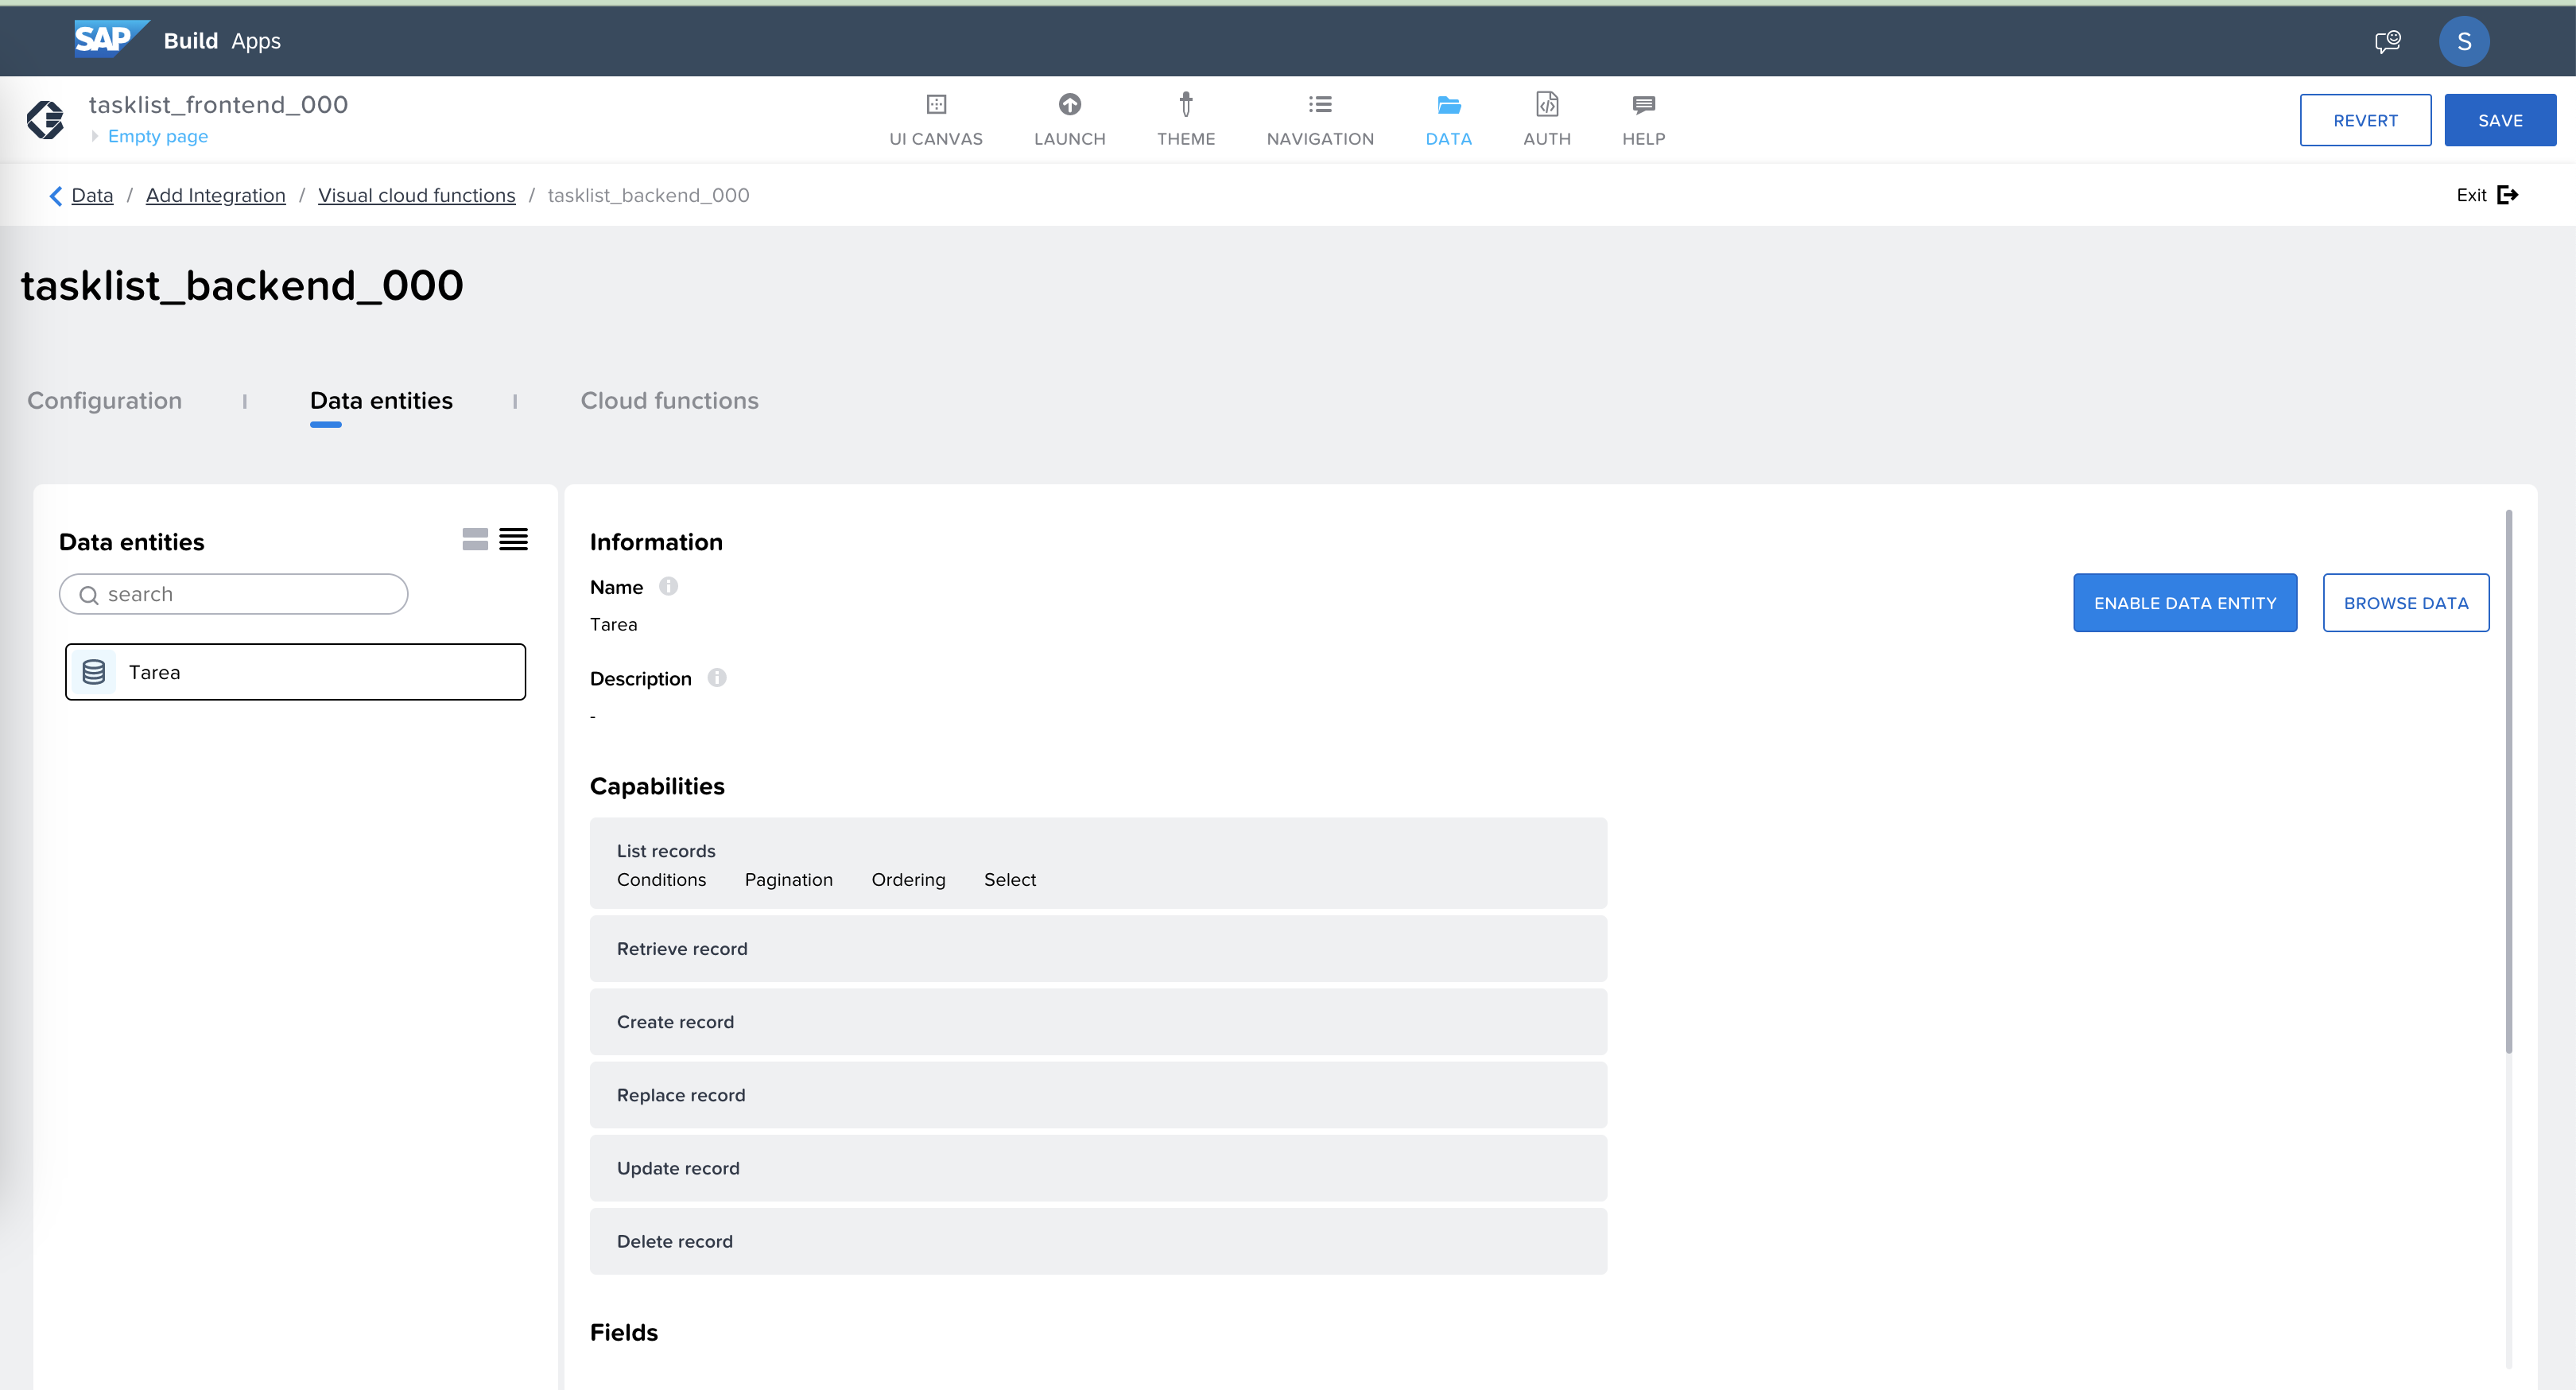 SAP Build Apps
S
tasklist_frontend_000
Empty page
UI CANVAS
LAUNCH
THEME
NAVIGATION
DATA
AUTH
HELP
REVERT
SAVE
Data / Add Integration / Visual cloud functions / tasklist_backend_000
Exit
tasklist_backend_000
Configuration | Data entities | Cloud functions
Data entities
search
Tarea
Information
Name
Tarea
ENABLE DATA ENTITY
BROWSE DATA
Description
-
Capabilities
List records
Conditions Pagination Ordering Select
Retrieve record
Create record
Replace record
Update record
Delete record
Fields